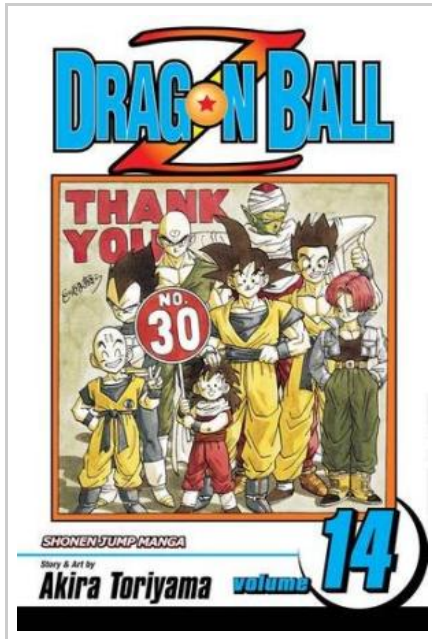 DRAGON BALL
Z
THANK
YOU
NO.
30
SHONEN JUMP MANGA
Story & Art by
Akira Toriyama
volume 14